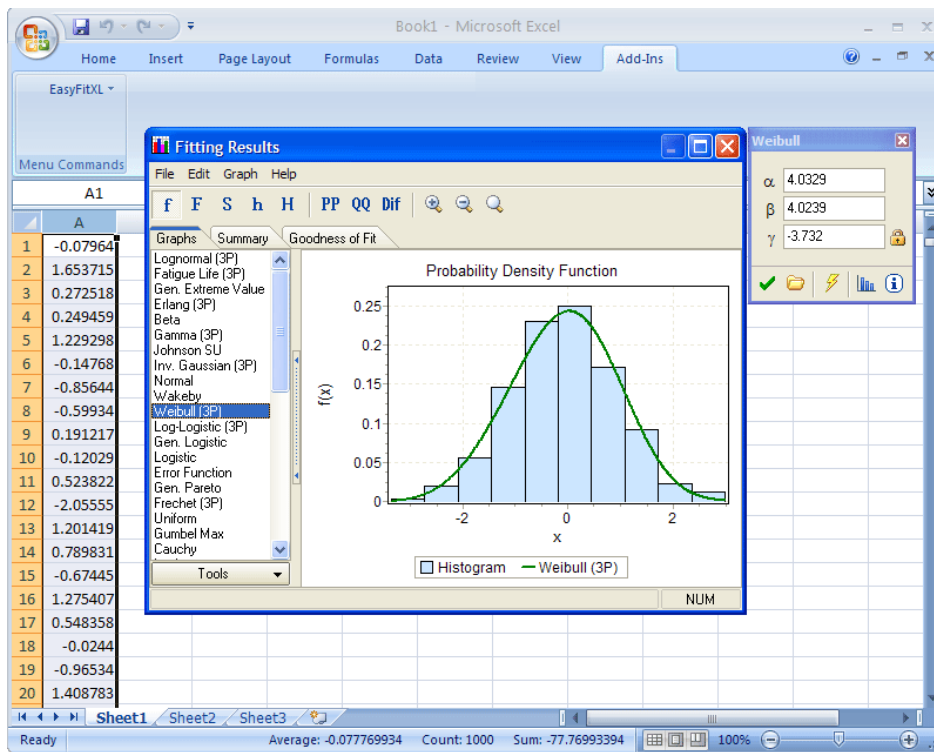 Book1 - Microsoft Excel
Home Insert Page Layout Formulas Data Review View Add-Ins
EasyFitXL
Menu Commands
A1
A
1 -0.07964
2 1.653715
3 0.272518
4 0.249459
5 1.229298
6 -0.14768
7 -0.85644
8 -0.59934
9 0.191217
10 -0.12029
11 0.523822
12 -2.05555
13 1.201419
14 0.789831
15 -0.67445
16 1.275407
17 0.548358
18 -0.0244
19 -0.96534
20 1.408783
Fitting Results
File Edit Graph Help
f F S h H PP QQ Dif
Graphs Summary Goodness of Fit
Lognormal (3P)
Fatigue Life (3P)
Gen. Extreme Value
Erlang (3P)
Beta
Gamma (3P)
Johnson SU
Inv. Gaussian (3P)
Normal
Wakeby
Weibull (3P)
Log-Logistic (3P)
Gen. Logistic
Logistic
Error Function
Gen. Pareto
Frechet (3P)
Uniform
Gumbel Max
Cauchy
Tools
Probability Density Function
f(x)
0.25
0.2
0.15
0.1
0.05
0
-2 0 2
x
Histogram Weibull (3P)
NUM
Weibull
α 4.0329
β 4.0239
γ -3.732
Sheet1 Sheet2 Sheet3
Ready Average: -0.077769934 Count: 1000 Sum: -77.76993394 100%